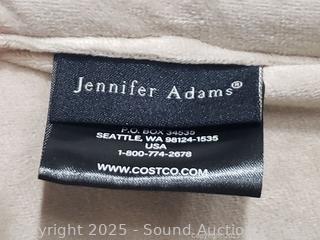 Jennifer Adams®
P.O. BOX 34535
SEATTLE, WA 98124-1535
USA
1-800-774-2678
WWW.COSTCO.COM
Copyright 2025 - Sound.Auction